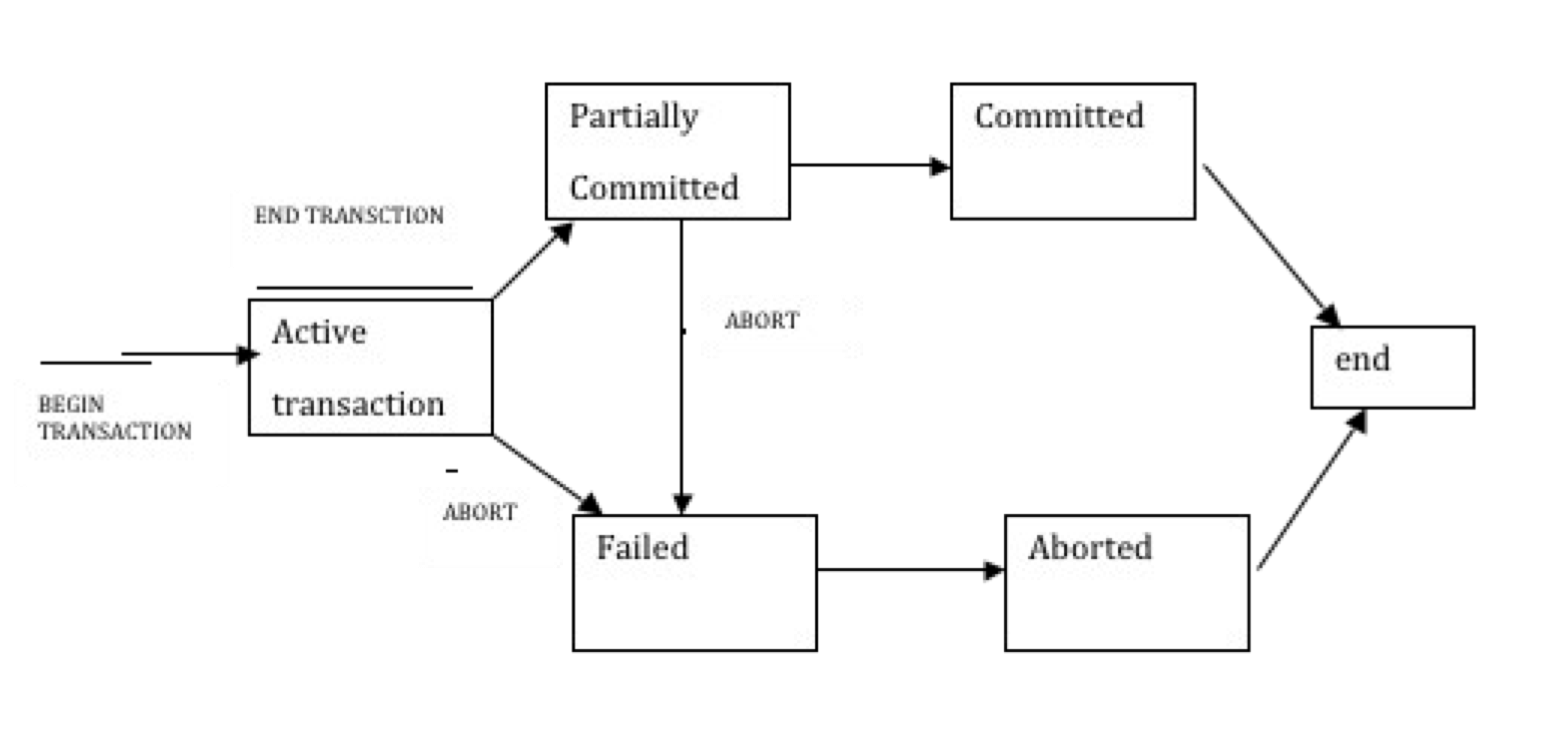 Partially
Committed
Committed
END TRANSCTION
Active
transaction
ABORT
end
BEGIN
TRANSACTION
ABORT
Failed
Aborted